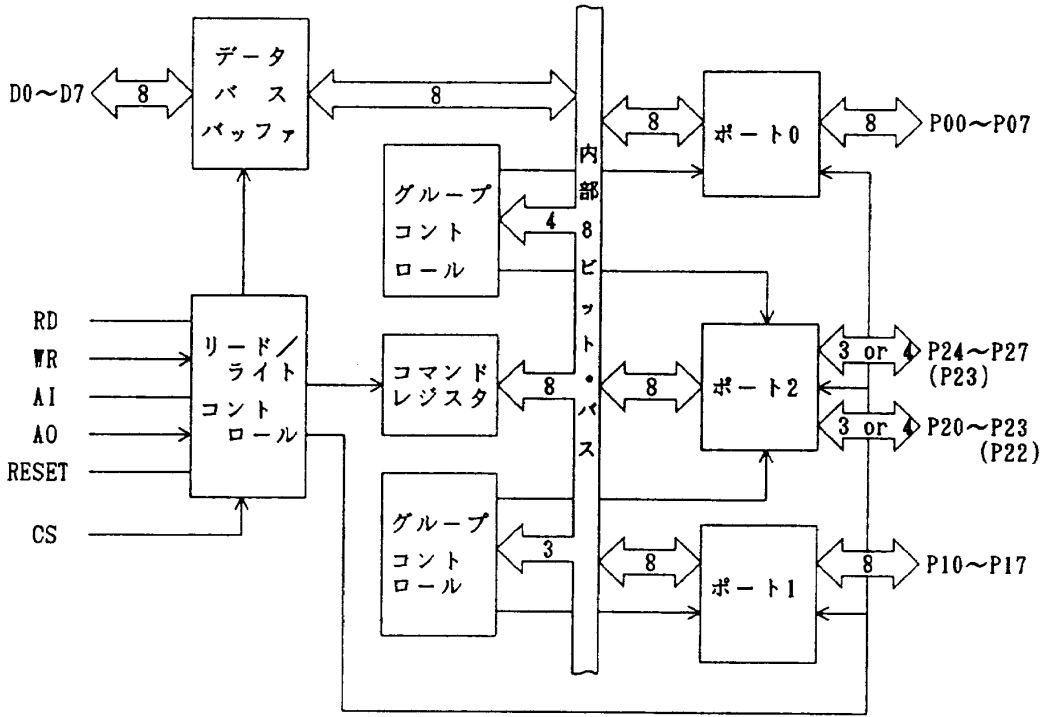 データ
バス
バッファ
D0～D7
8
8
8
ポート0
8
P00～P07
内部8ビット・バス
グループ
コント
ロール
4
RD
WR
AI
A0
RESET
CS
リード／
ライト
コント
ロール
コマンド
レジスタ
8
8
ポート2
3 or 4
P24～P27
(P23)
3 or 4
P20～P23
(P22)
グループ
コント
ロール
3
8
ポート1
8
P10～P17